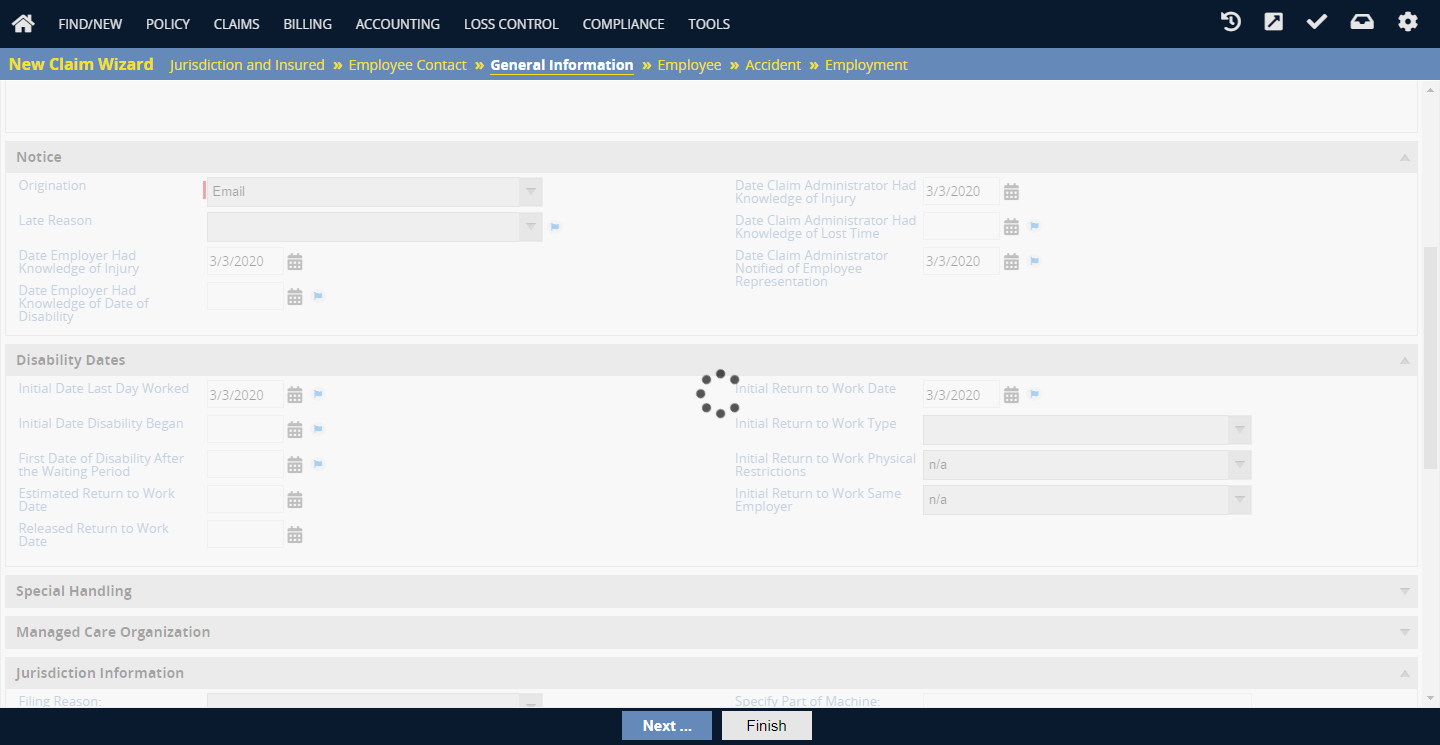 FIND/NEW POLICY CLAIMS BILLING ACCOUNTING LOSS CONTROL COMPLIANCE TOOLS
New Claim Wizard Jurisdiction and Insured » Employee Contact » General Information » Employee » Accident » Employment
Notice
Origination
Email
Late Reason
Date Employer Had
Knowledge of Injury
3/3/2020
Date Employer Had
Knowledge of Date of
Disability
Date Claim Administrator Had
Knowledge of Injury
3/3/2020
Date Claim Administrator Had
Knowledge of Lost Time
Date Claim Administrator
Notified of Employee
Representation
3/3/2020
Disability Dates
Initial Date Last Day Worked
3/3/2020
Initial Date Disability Began
First Date of Disability After
the Waiting Period
Estimated Return to Work
Date
Released Return to Work
Date
Initial Return to Work Date
3/3/2020
Initial Return to Work Type
Initial Return to Work Physical
Restrictions
n/a
Initial Return to Work Same
Employer
n/a
Special Handling
Managed Care Organization
Jurisdiction Information
Filing Reason:
Specify Part of Machine:
Next ...
Finish